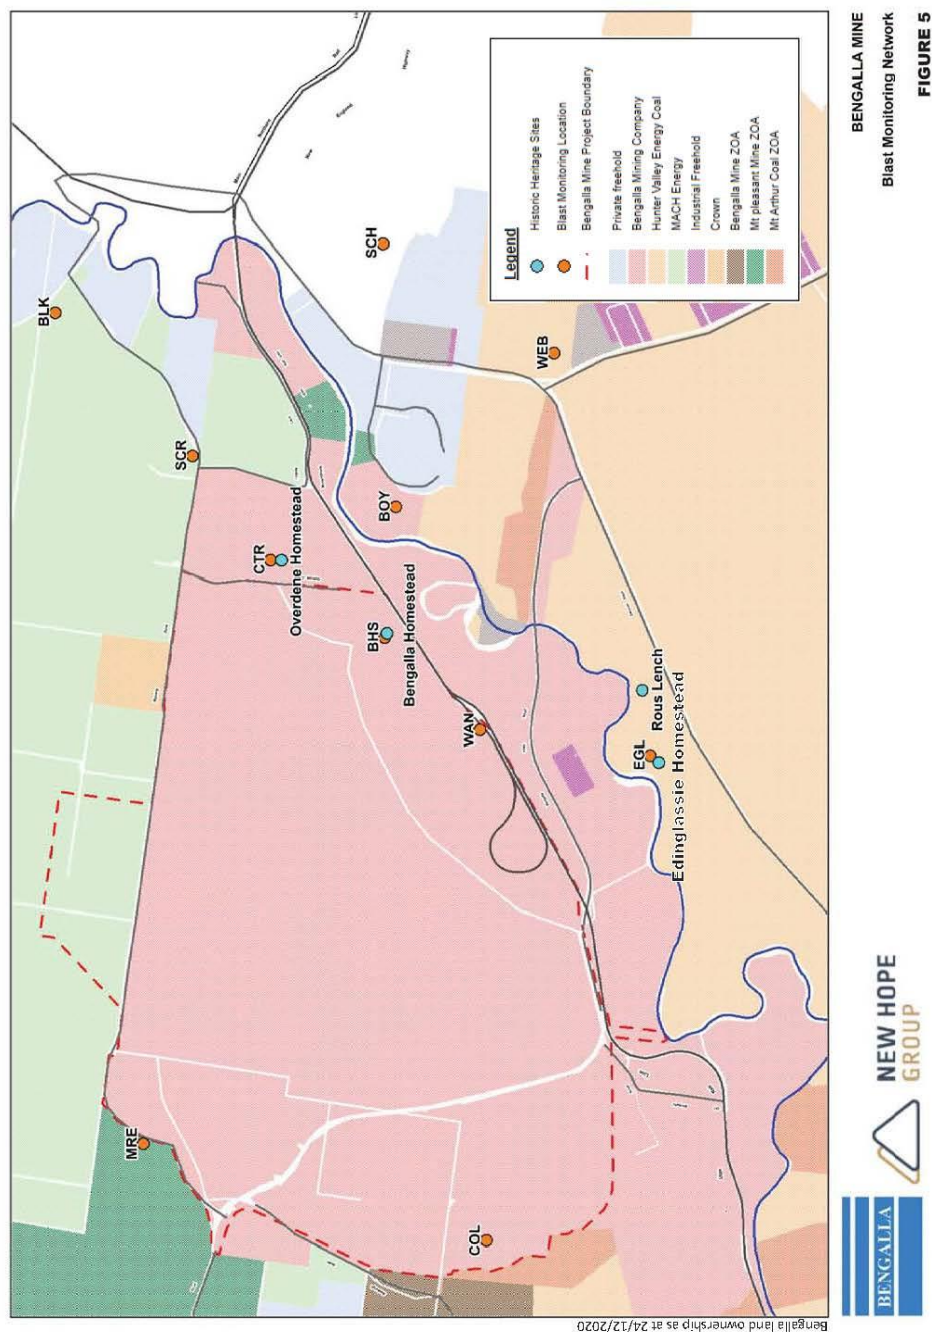 BENGALLA MINE
Blast Monitoring Network
FIGURE 5
Legend
Historic Heritage Sites
Blast Monitoring Location
Bengalla Mine Project Boundary
Private freehold
Bengalla Mining Company
Hunter Valley Energy Coal
MACH Energy
Industrial Freehold
Crown
Bengalla Mine ZOA
Mt pleasant Mine ZOA
Mt Arthur Coal ZOA
BLK
SCH
SCR
WEB
CTR
Overdene Homestead
BOY
BHS
Bengalla Homestead
WAN
Rous Lench
EGL
Edinglassie Homestead
MRE
COL
New
England
Highway
Bengalla land ownership as at 24/12/2020
BENGALLA
NEW HOPE
GROUP